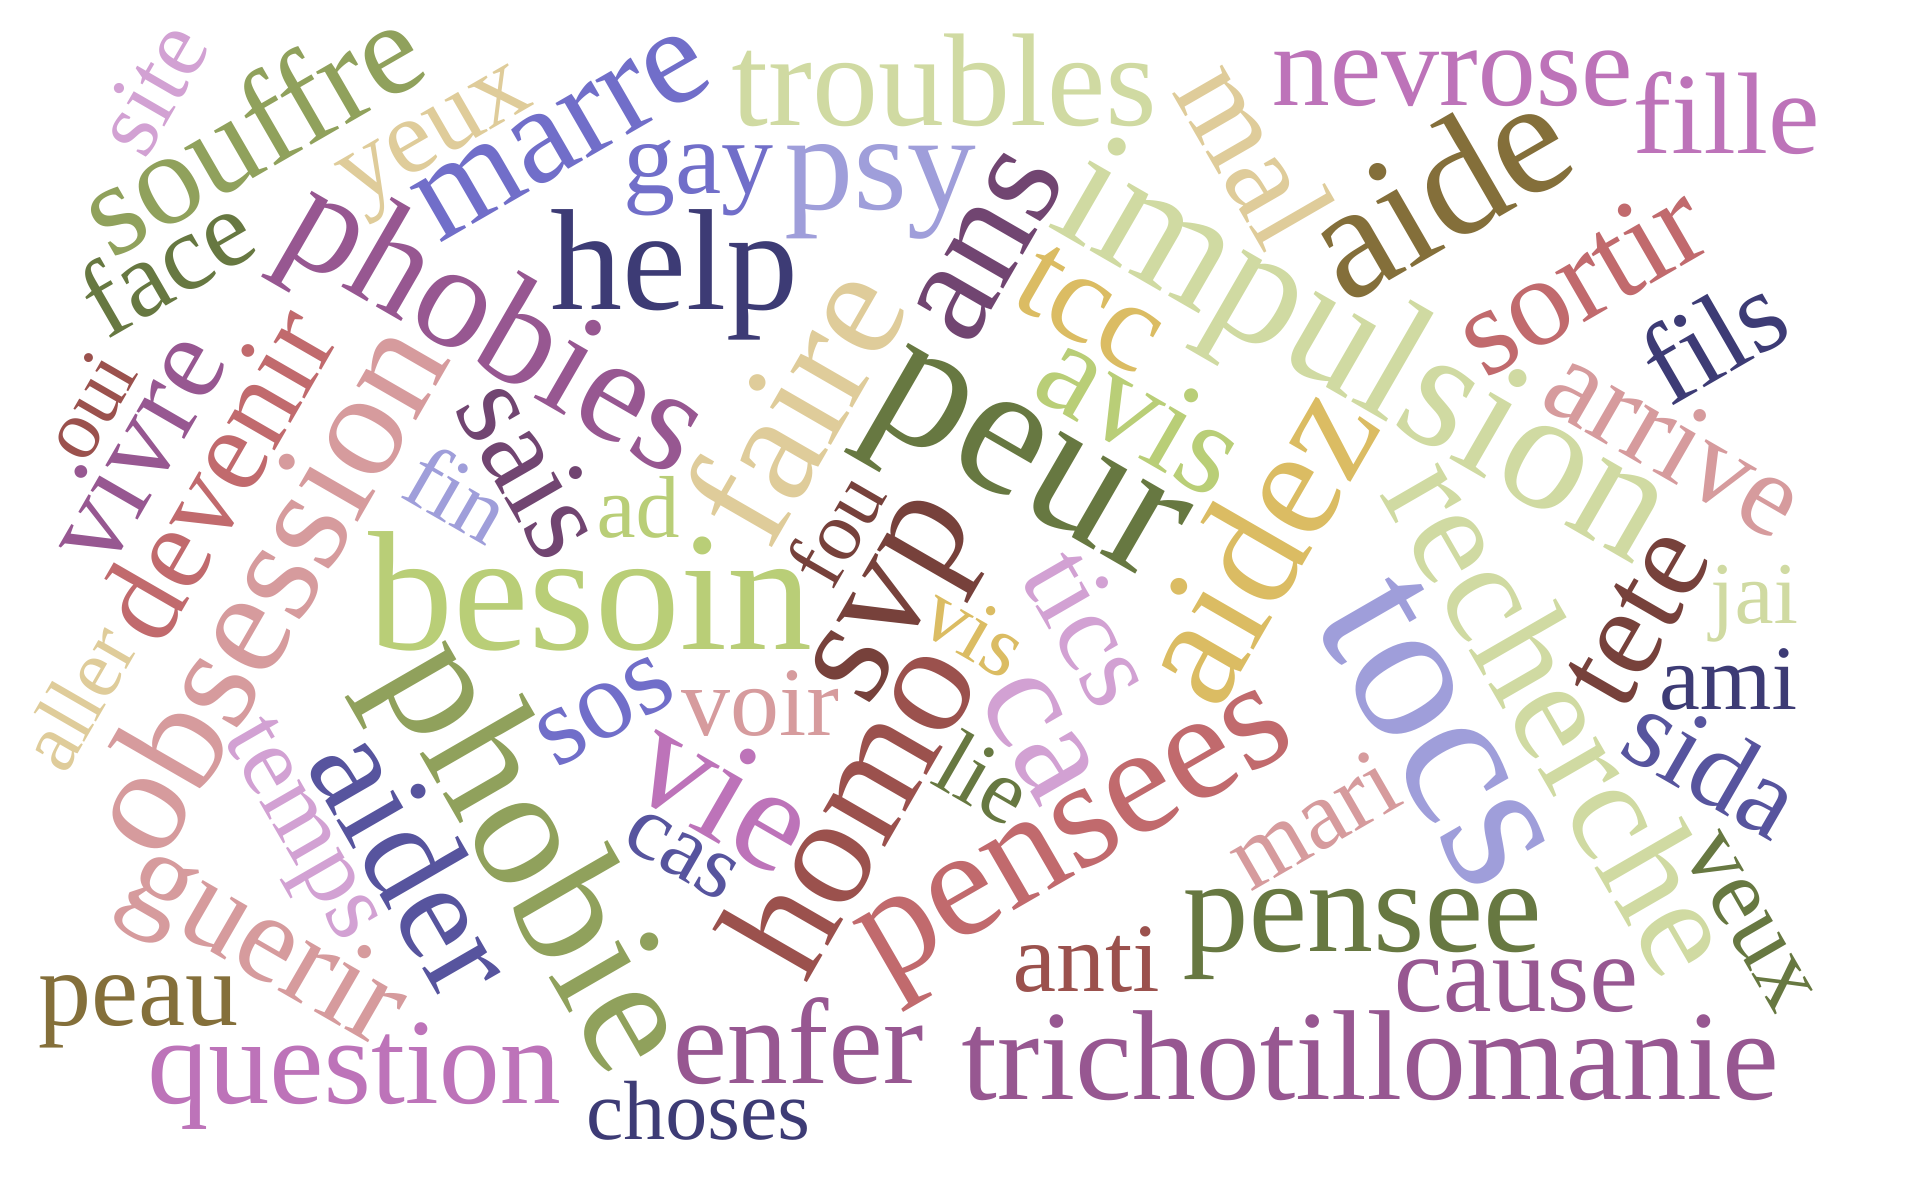 site
souffre
yeux
marre
troubles
nevrose
fille
gay
psy
mal
aide
face
phobies
help
ans
impulsion
sortir
tcc
fils
oui
vivre
devenir
obsession
sais
faire
peur
avis
arrive
fin
ad
fou
aidez
recherche
besoin
svp
vis
tics
tocs
tete
jai
aller
sos
voir
ca
ami
temps
aider
phobie
vie
homo
lie
pensees
mari
sida
cas
veux
guerir
pensee
peau
anti
cause
question
enfer
trichotillomanie
choses